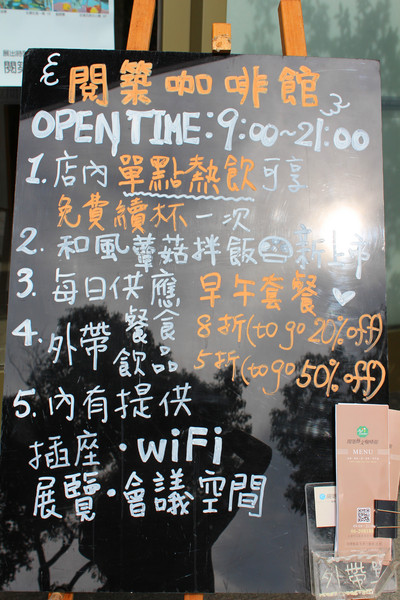 閱築咖啡館
OPEN TIME:9:00~21:00
1. 店內單點熱飲可享
免費續杯一次
2. 和風蕈菇拌飯 新上市
3. 每日供應 早午套餐
4. 外帶 餐食 8折(to go 20% off)
飲品 5折(to go 50% off)
5. 內有提供
插座·WiFi
展覽·會議空間
MENU
外帶